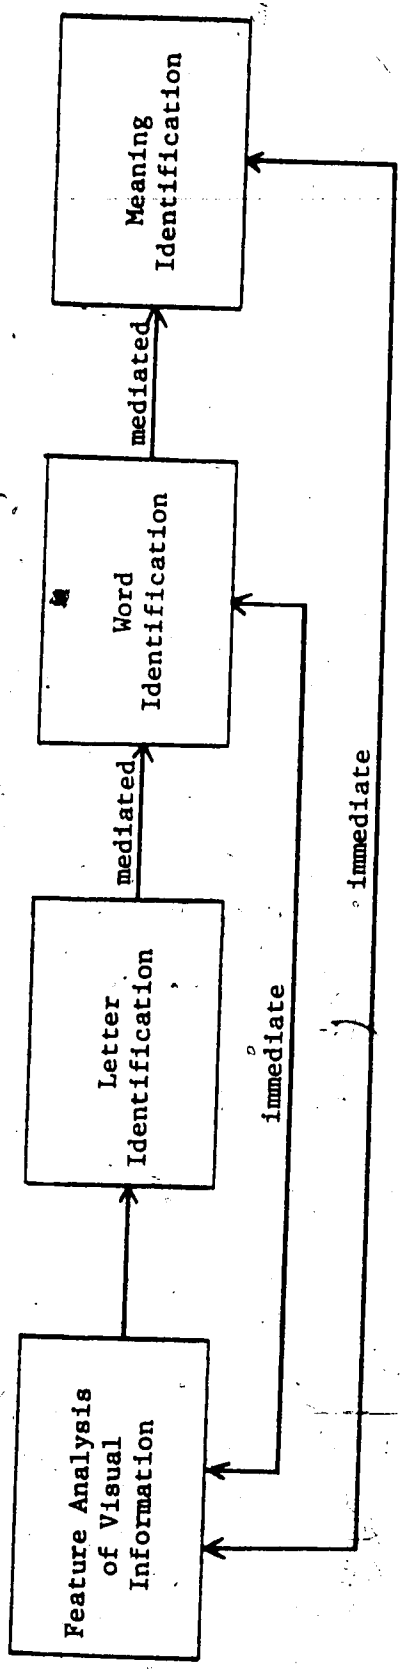 Feature Analysis
of Visual
Information
Letter
Identification
mediated
Word
Identification
mediated
Meaning
Identification
immediate
immediate